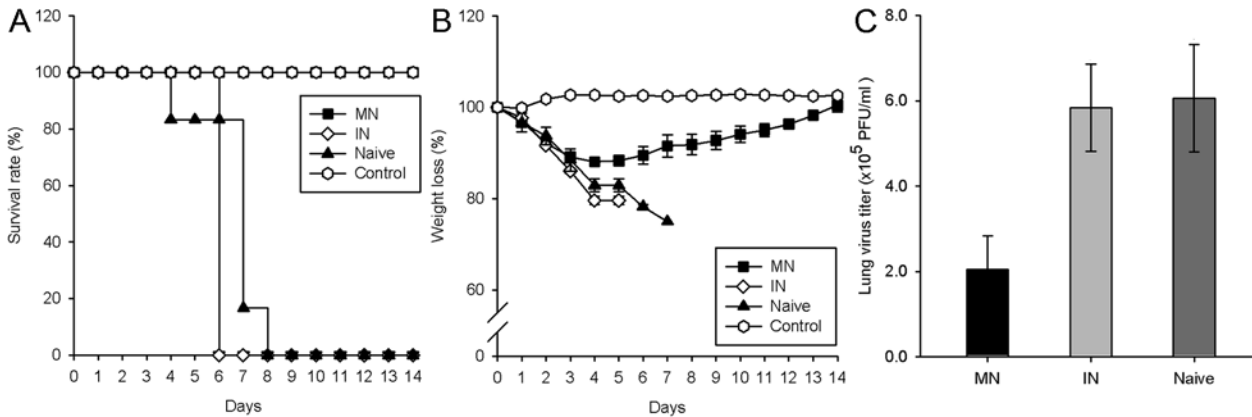 A
120
100
80
60
40
20
0
Survival rate (%)
MN
IN
Naive
Control
0 1 2 3 4 5 6 7 8 9 10 11 12 13 14
Days
B
120
100
80
60
0
Weight loss (%)
MN
IN
Naive
Control
0 1 2 3 4 5 6 7 8 9 10 11 12 13 14
Days
C
8.0
6.0
4.0
2.0
0.0
Lung virus titer (x10⁵ PFU/ml)
MN IN Naive